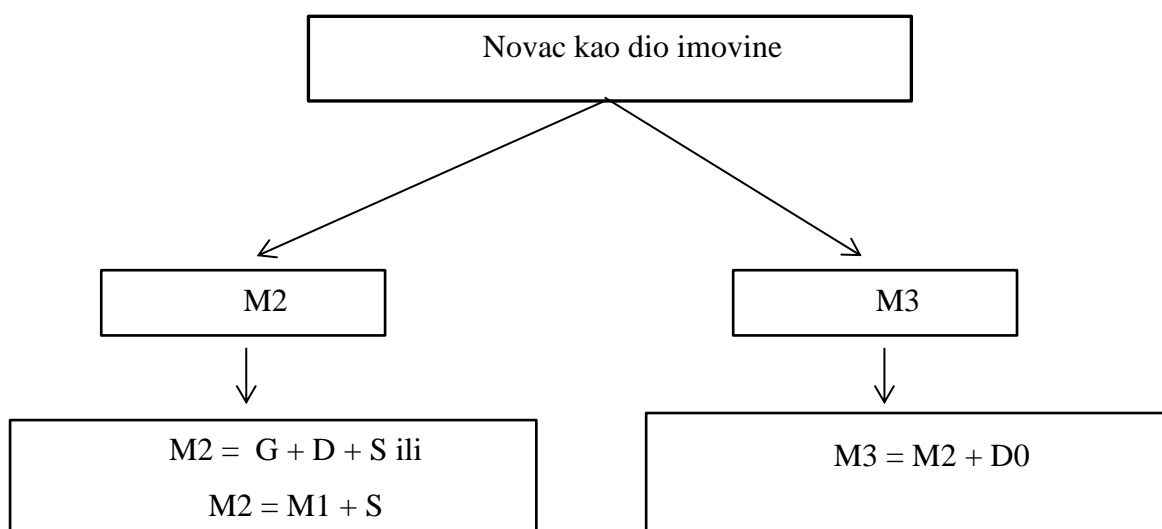 Novac kao dio imovine
M2
M3
M2 = G + D + S ili
M2 = M1 + S
M3 = M2 + D0